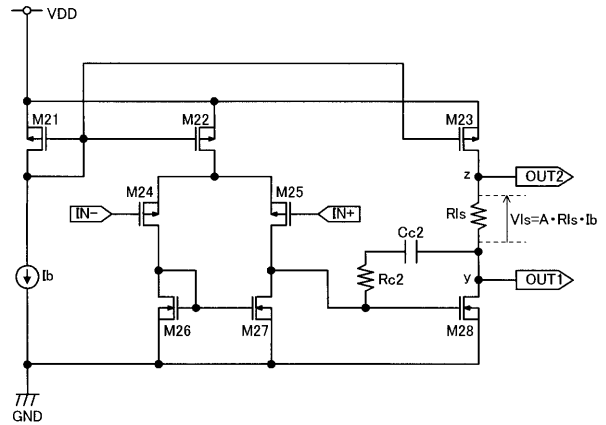 VDD
M21
M22
M23
z
OUT2
M24
M25
IN-
IN+
Rls
Vls=A・Rls・Ib
Cc2
Rc2
Ib
y
OUT1
M26
M27
M28
GND